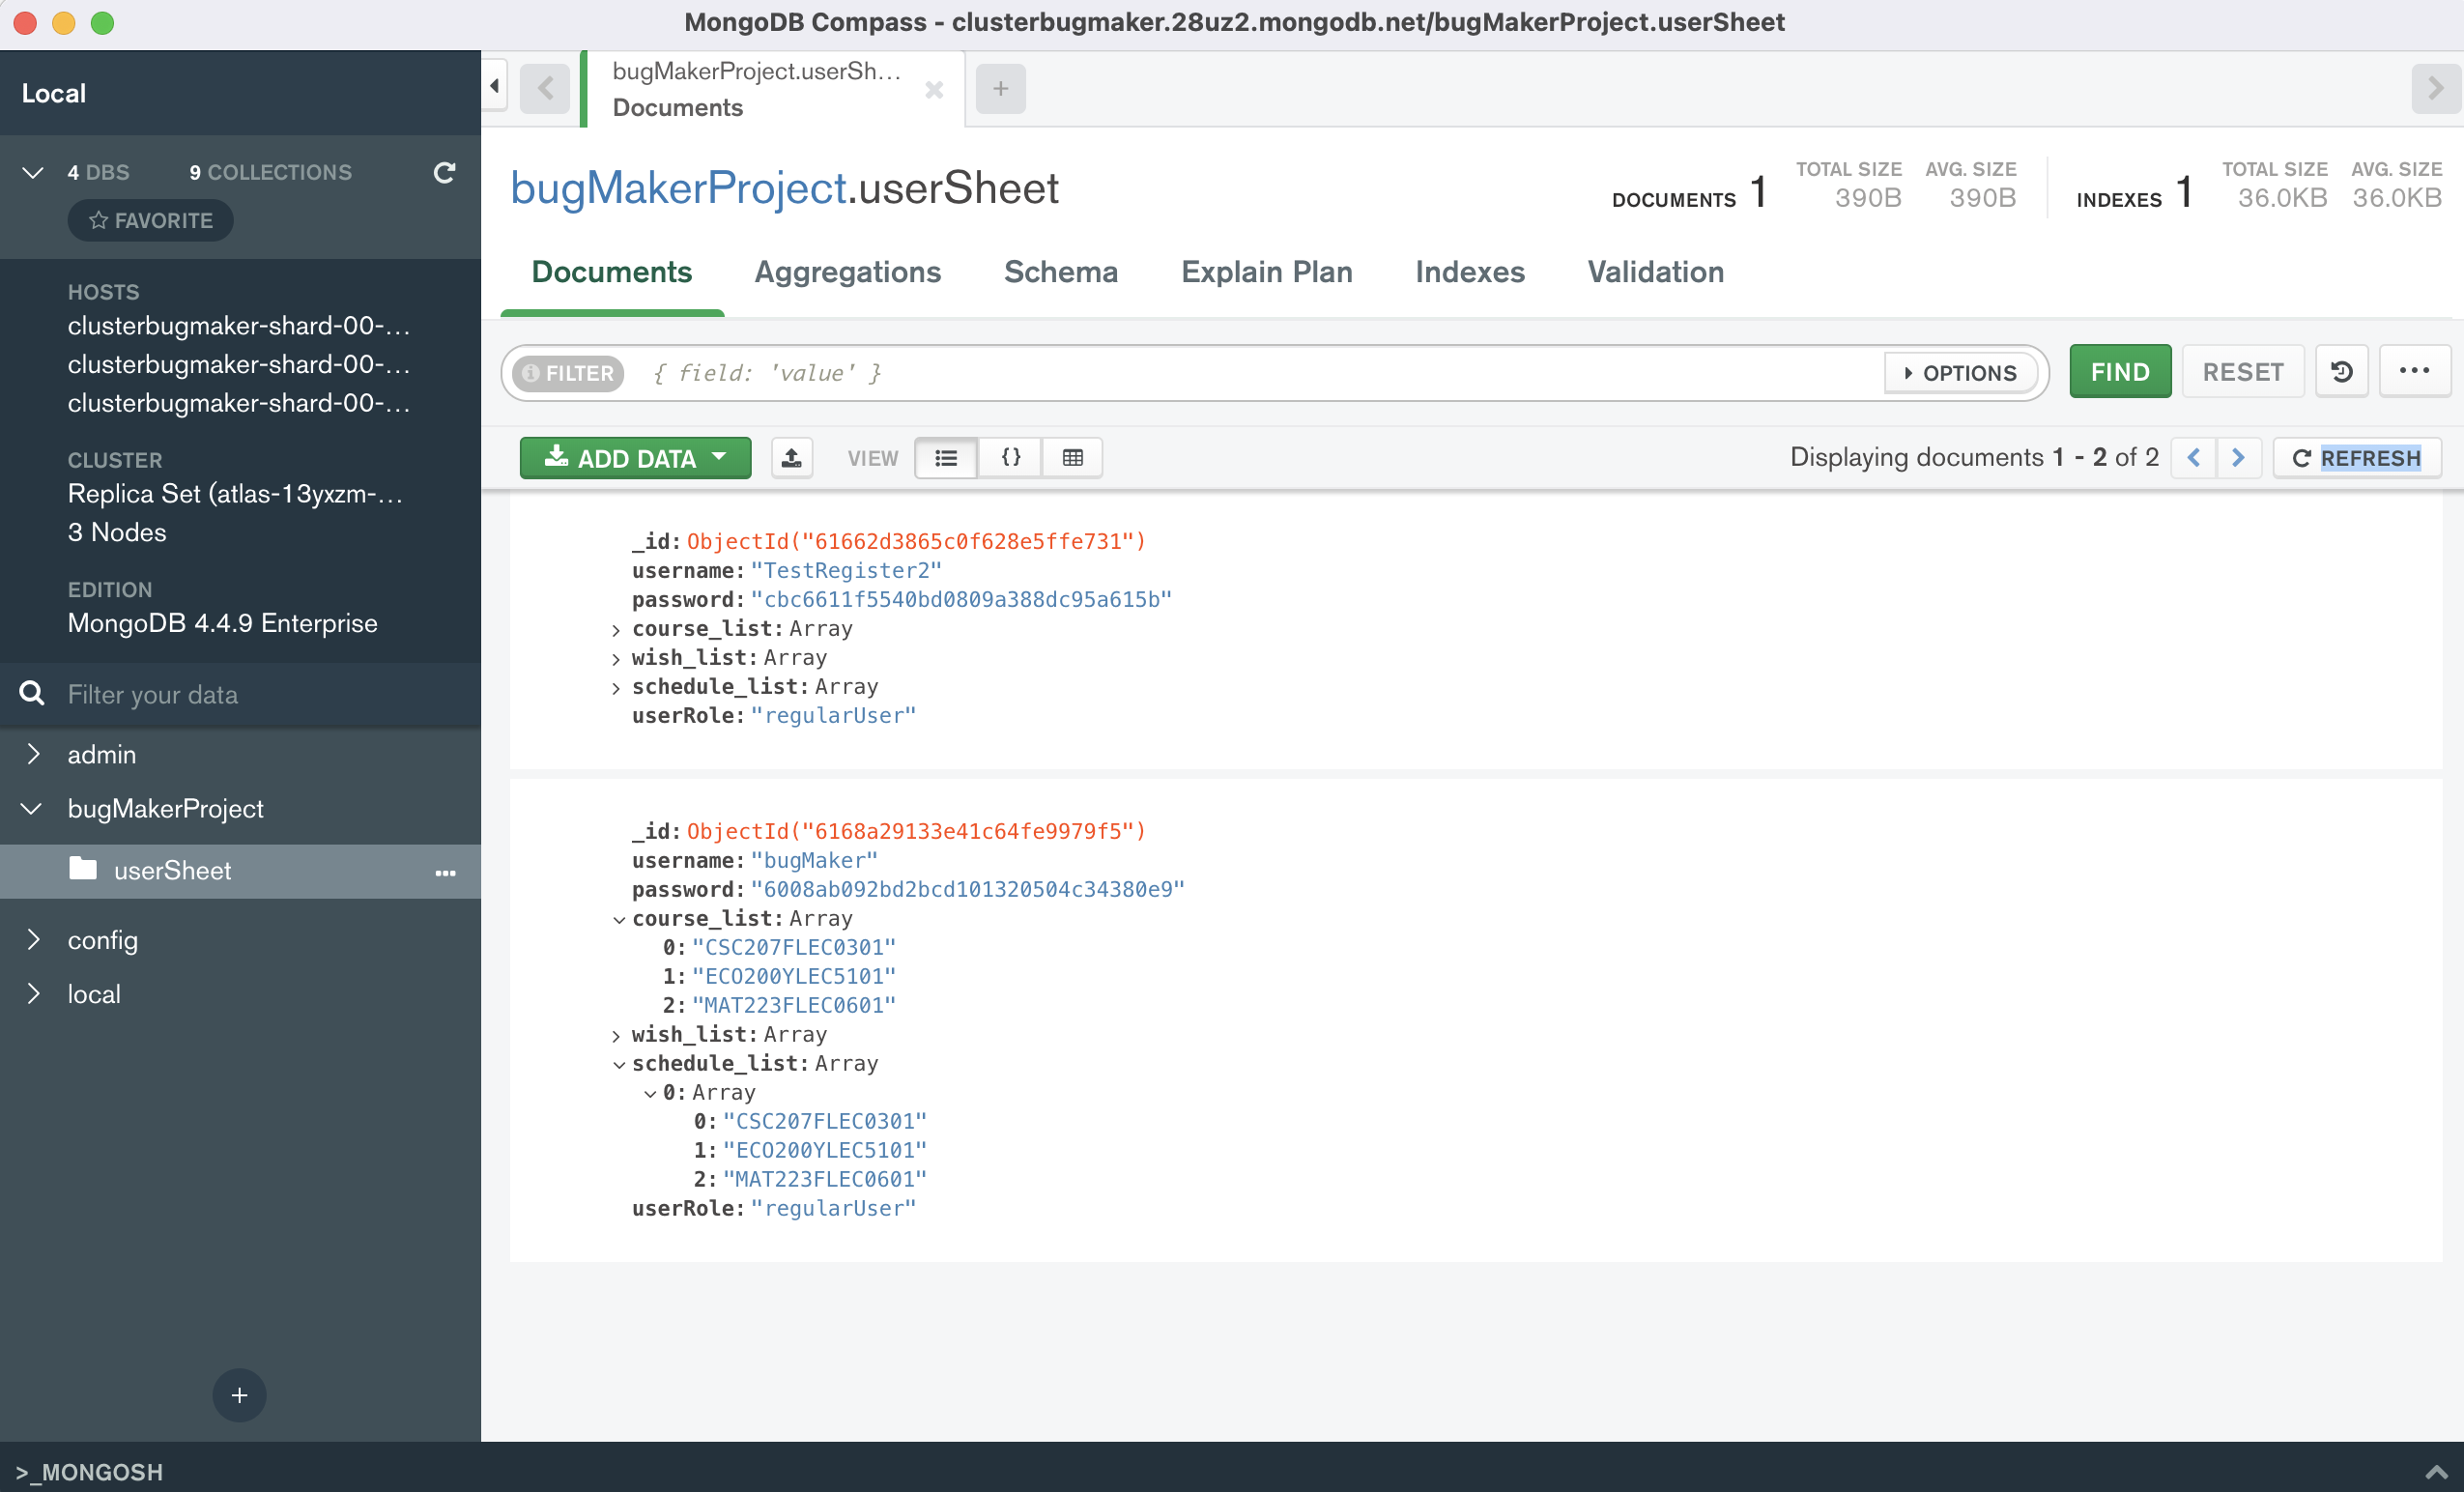 MongoDB Compass - clusterbugmaker.28uz2.mongodb.net/bugMakerProject.userSheet
Local
4 DBS 9 COLLECTIONS
FAVORITE
HOSTS
clusterbugmaker-shard-00-...
clusterbugmaker-shard-00-...
clusterbugmaker-shard-00-...
CLUSTER
Replica Set (atlas-13yxzm-...
3 Nodes
EDITION
MongoDB 4.4.9 Enterprise
Filter your data
admin
bugMakerProject
userSheet
config
local
bugMakerProject.userSh...
Documents
bugMakerProject.userSheet
DOCUMENTS 1 TOTAL SIZE 390B AVG. SIZE 390B INDEXES 1 TOTAL SIZE 36.0KB AVG. SIZE 36.0KB
Documents Aggregations Schema Explain Plan Indexes Validation
FILTER { field: 'value' } OPTIONS FIND RESET
ADD DATA VIEW {} Displaying documents 1 - 2 of 2 REFRESH
_id: ObjectId("61662d3865c0f628e5ffe731")
username: "TestRegister2"
password: "cbc6611f5540bd0809a388dc95a615b"
course_list: Array
wish_list: Array
schedule_list: Array
userRole: "regularUser"
_id: ObjectId("6168a29133e41c64fe9979f5")
username: "bugMaker"
password: "6008ab092bd2bcd101320504c34380e9"
course_list: Array
0: "CSC207FLEC0301"
1: "ECO200YLEC5101"
2: "MAT223FLEC0601"
wish_list: Array
schedule_list: Array
0: Array
0: "CSC207FLEC0301"
1: "ECO200YLEC5101"
2: "MAT223FLEC0601"
userRole: "regularUser"
>_MONGOSH